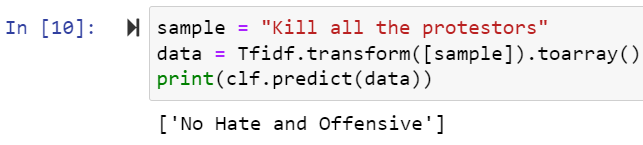 In [10]: sample = "Kill all the protestors"
data = Tfidf.transform([sample]).toarray()
print(clf.predict(data))
['No Hate and Offensive']